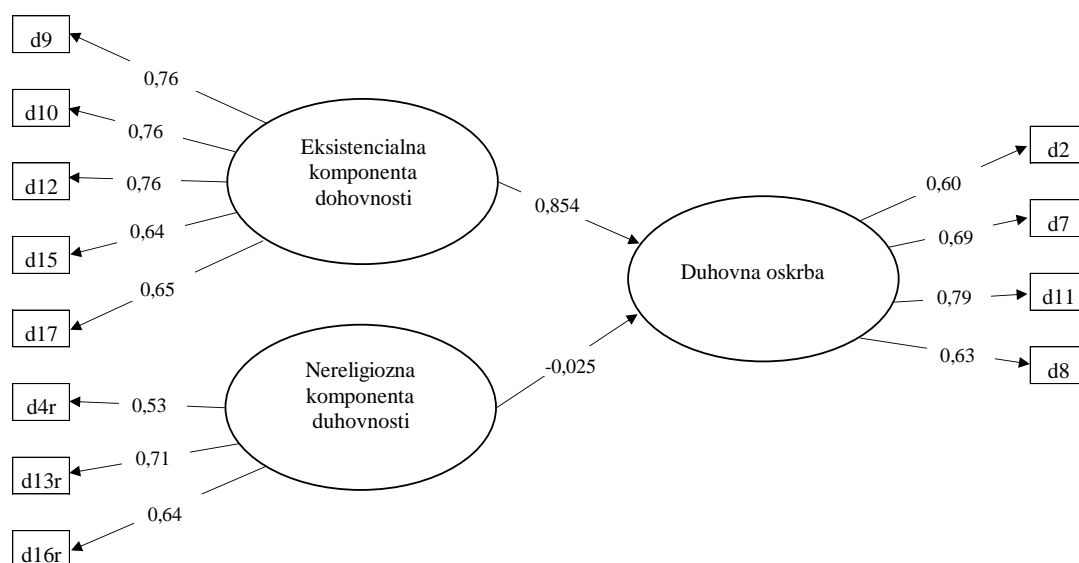 d9
0,76
d10
0,76
d12
0,76
d15
0,64
d17
0,65
Eksistencialna
komponenta
dohovnosti
0,854
d4r
0,53
d13r
0,71
d16r
0,64
Nereligiozna
komponenta
duhovnosti
-0,025
Duhovna oskrba
0,60
d2
0,69
d7
0,79
d11
0,63
d8